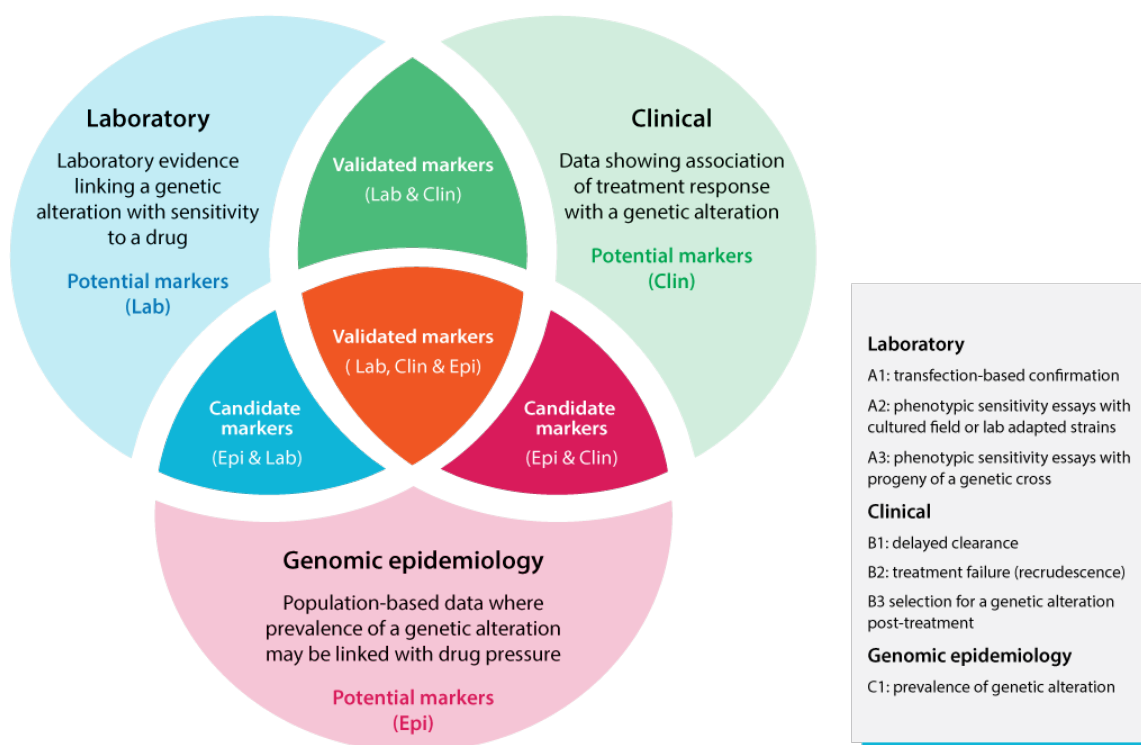 Laboratory
Laboratory evidence
linking a genetic
alteration with sensitivity
to a drug
Potential markers
(Lab)
Validated markers
(Lab & Clin)
Clinical
Data showing association
of treatment response
with a genetic alteration
Potential markers
(Clin)
Validated markers
( Lab, Clin & Epi)
Candidate
markers
(Epi & Lab)
Candidate
markers
(Epi & Clin)
Genomic epidemiology
Population-based data where
prevalence of a genetic alteration
may be linked with drug pressure
Potential markers
(Epi)
Laboratory
A1: transfection-based confirmation
A2: phenotypic sensitivity essays with
cultured field or lab adapted strains
A3: phenotypic sensitivity essays with
progeny of a genetic cross
Clinical
B1: delayed clearance
B2: treatment failure (recrudescence)
B3 selection for a genetic alteration
post-treatment
Genomic epidemiology
C1: prevalence of genetic alteration